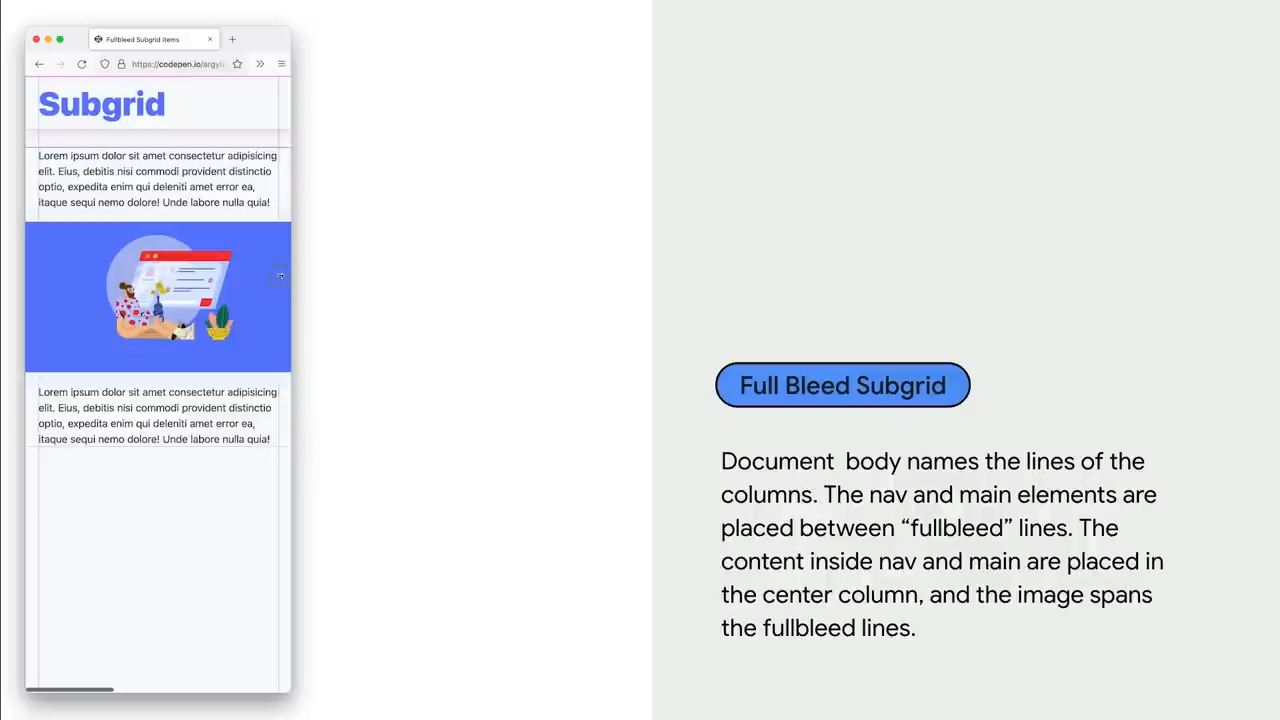 Fullbleed Subgrid Items
https://codepen.io/argyl
Subgrid
Lorem ipsum dolor sit amet consectetur adipisicing
elit. Eius, debitis nisi commodi provident distinctio
optio, expedita enim qui deleniti amet error ea,
itaque sequi nemo dolore! Unde labore nulla quia!
Lorem ipsum dolor sit amet consectetur adipisicing
elit. Eius, debitis nisi commodi provident distinctio
optio, expedita enim qui deleniti amet error ea,
itaque sequi nemo dolore! Unde labore nulla quia!
Full Bleed Subgrid
Document body names the lines of the
columns. The nav and main elements are
placed between “fullbleed” lines. The
content inside nav and main are placed in
the center column, and the image spans
the fullbleed lines.